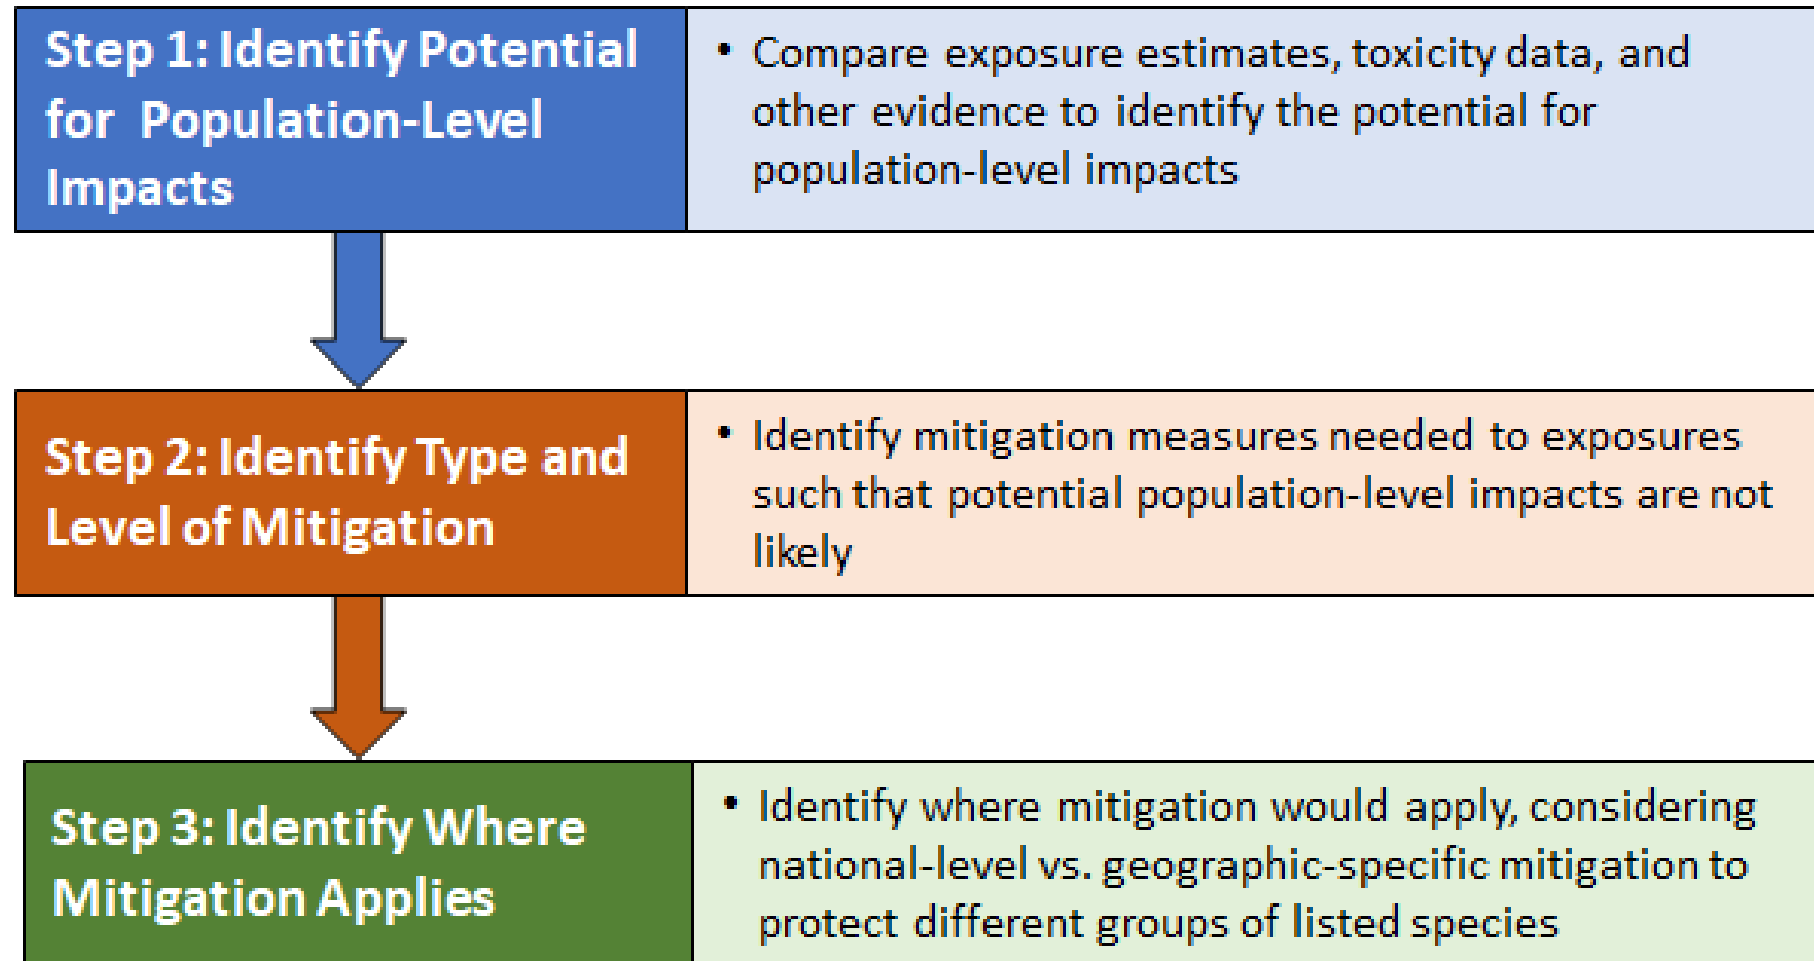 Step 1: Identify Potential
for Population-Level
Impacts
• Compare exposure estimates, toxicity data, and
other evidence to identify the potential for
population-level impacts
Step 2: Identify Type and
Level of Mitigation
• Identify mitigation measures needed to exposures
such that potential population-level impacts are not
likely
Step 3: Identify Where
Mitigation Applies
• Identify where mitigation would apply, considering
national-level vs. geographic-specific mitigation to
protect different groups of listed species